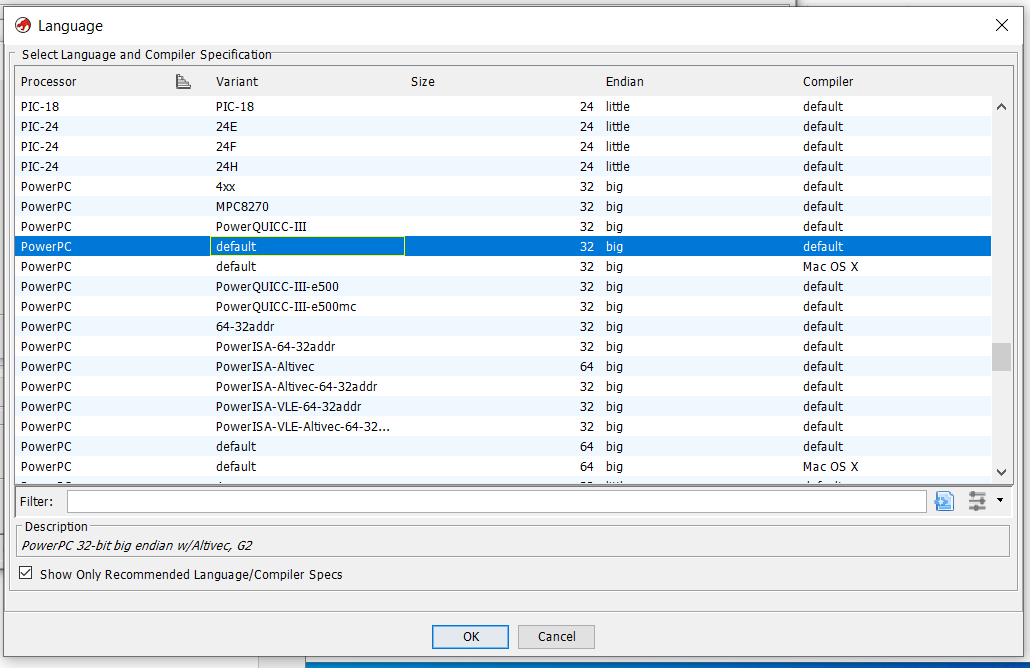 Language
Select Language and Compiler Specification
Processor Variant Size Endian Compiler
PIC-18 PIC-18 24 little default
PIC-24 24E 24 little default
PIC-24 24F 24 little default
PIC-24 24H 24 little default
PowerPC 4xx 32 big default
PowerPC MPC8270 32 big default
PowerPC PowerQUICC-III 32 big default
PowerPC default 32 big default
PowerPC default 32 big Mac OS X
PowerPC PowerQUICC-III-e500 32 big default
PowerPC PowerQUICC-III-e500mc 32 big default
PowerPC 64-32addr 32 big default
PowerPC PowerISA-64-32addr 32 big default
PowerPC PowerISA-Altivec 64 big default
PowerPC PowerISA-Altivec-64-32addr 32 big default
PowerPC PowerISA-VLE-64-32addr 32 big default
PowerPC PowerISA-VLE-Altivec-64-32... 32 big default
PowerPC default 64 big default
PowerPC default 64 big Mac OS X
Filter:
Description
PowerPC 32-bit big endian w/Altivec, G2
Show Only Recommended Language/Compiler Specs
OK Cancel